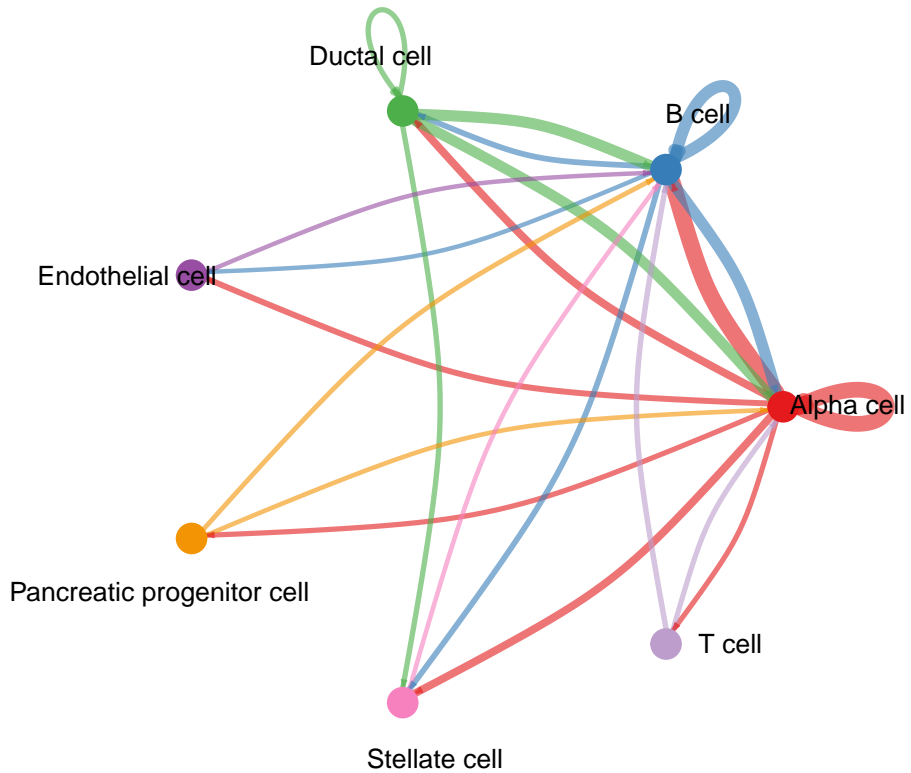 Ductal cell
B cell
Endothelial cell
Alpha cell
Pancreatic progenitor cell
T cell
Stellate cell